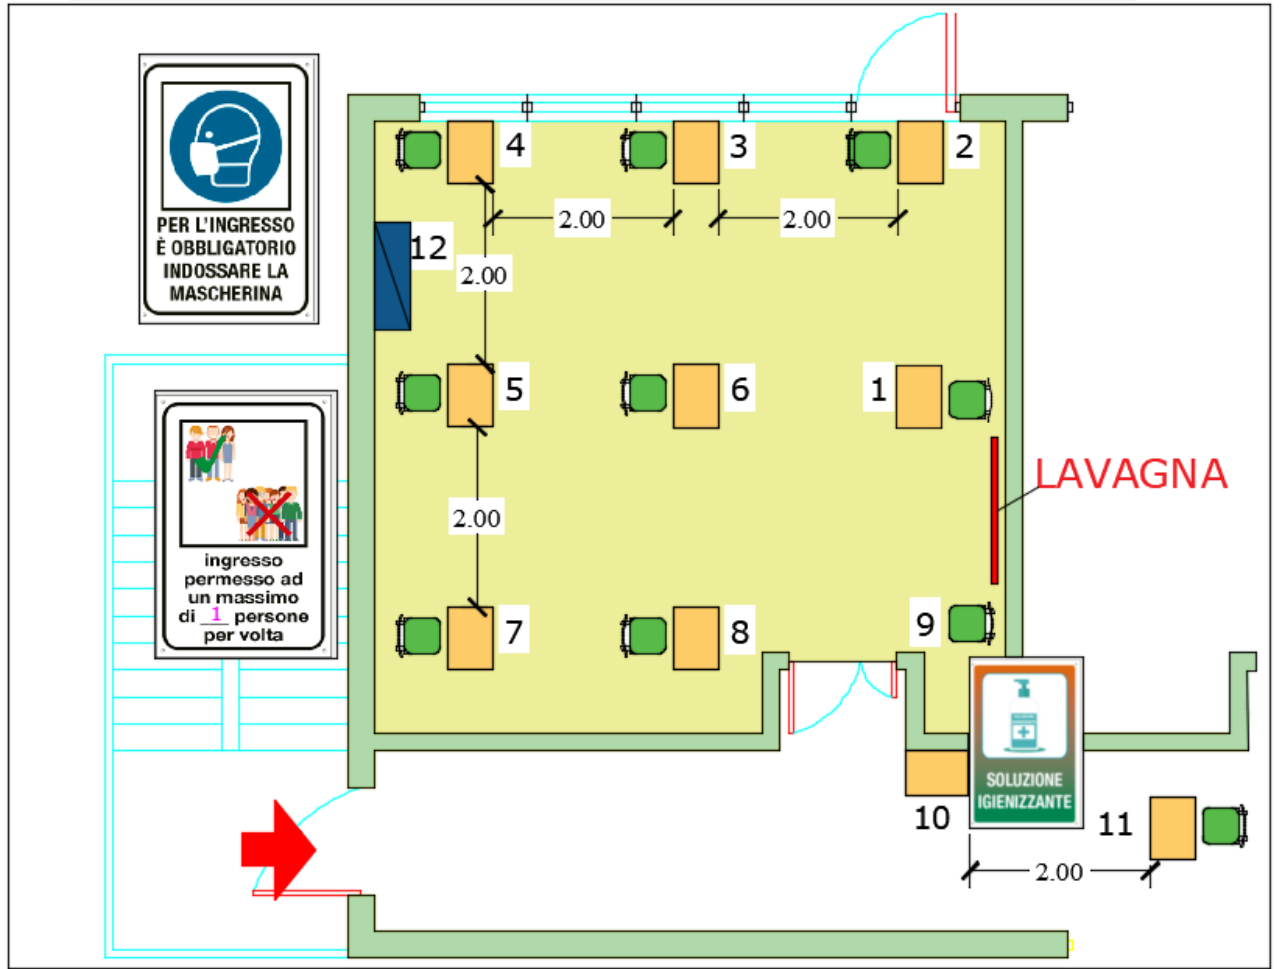 PER L'INGRESSO
È OBBLIGATORIO
INDOSSARE LA
MASCHERINA
4
3
2
2.00
2.00
12
2.00
5
6
1
LAVAGNA
2.00
ingresso
permesso ad
un massimo
di 1 persone
per volta
7
8
9
SOLUZIONE
IGIENIZZANTE
10
11
2.00